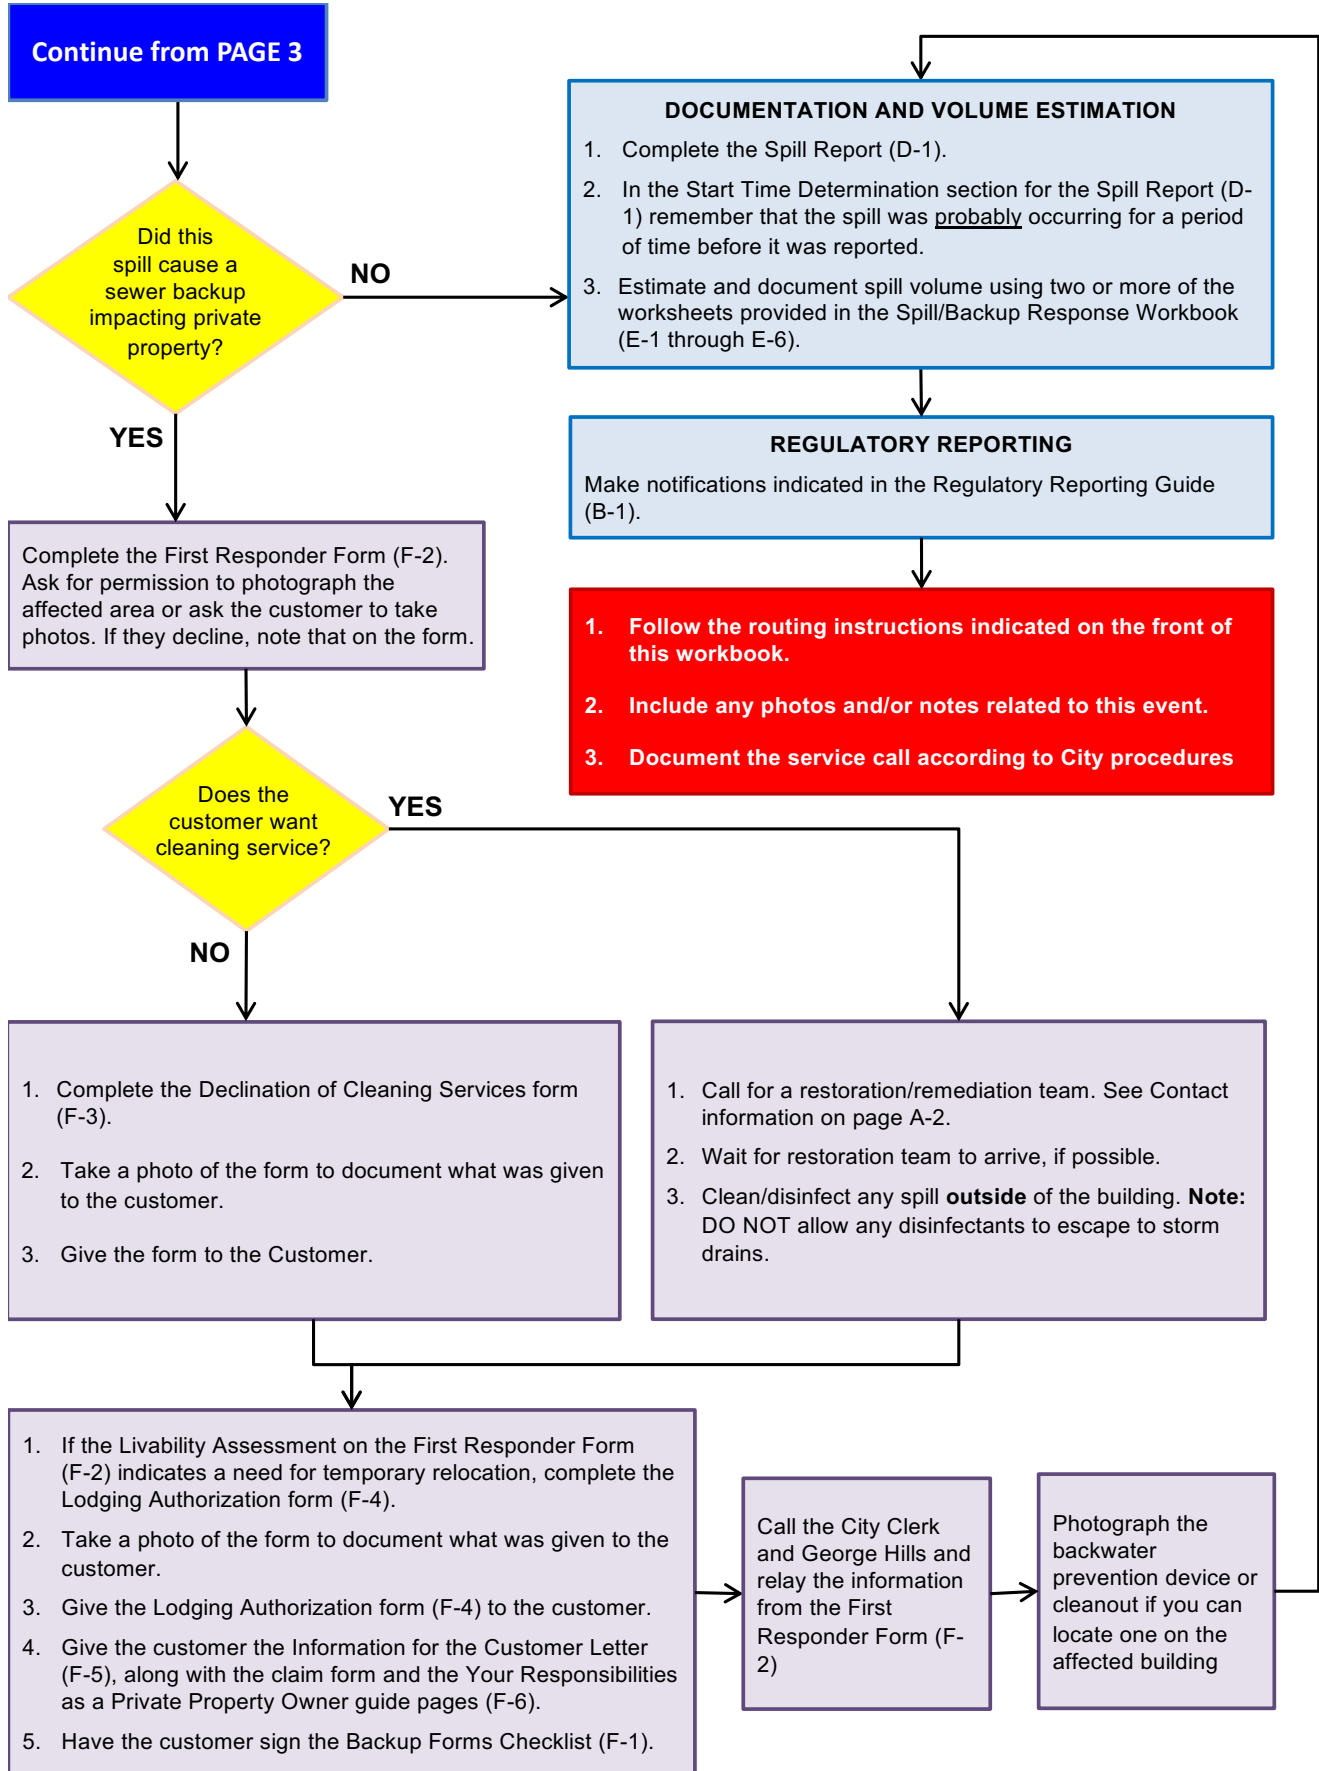 Continue from PAGE 3
Did this
spill cause a
sewer backup
impacting private
property?
NO
YES
DOCUMENTATION AND VOLUME ESTIMATION
1. Complete the Spill Report (D-1).
2. In the Start Time Determination section for the Spill Report (D-
1) remember that the spill was probably occurring for a period
of time before it was reported.
3. Estimate and document spill volume using two or more of the
worksheets provided in the Spill/Backup Response Workbook
(E-1 through E-6).
REGULATORY REPORTING
Make notifications indicated in the Regulatory Reporting Guide
(B-1).
1. Follow the routing instructions indicated on the front of
this workbook.
2. Include any photos and/or notes related to this event.
3. Document the service call according to City procedures
Complete the First Responder Form (F-2).
Ask for permission to photograph the
affected area or ask the customer to take
photos. If they decline, note that on the form.
Does the
customer want
cleaning service?
YES
NO
1. Complete the Declination of Cleaning Services form
(F-3).
2. Take a photo of the form to document what was given
to the customer.
3. Give the form to the Customer.
1. Call for a restoration/remediation team. See Contact
information on page A-2.
2. Wait for restoration team to arrive, if possible.
3. Clean/disinfect any spill outside of the building. Note:
DO NOT allow any disinfectants to escape to storm
drains.
1. If the Livability Assessment on the First Responder Form
(F-2) indicates a need for temporary relocation, complete the
Lodging Authorization form (F-4).
2. Take a photo of the form to document what was given to the
customer.
3. Give the Lodging Authorization form (F-4) to the customer.
4. Give the customer the Information for the Customer Letter
(F-5), along with the claim form and the Your Responsibilities
as a Private Property Owner guide pages (F-6).
5. Have the customer sign the Backup Forms Checklist (F-1).
Call the City Clerk
and George Hills and
relay the information
from the First
Responder Form (F-
2)
Photograph the
backwater
prevention device or
cleanout if you can
locate one on the
affected building